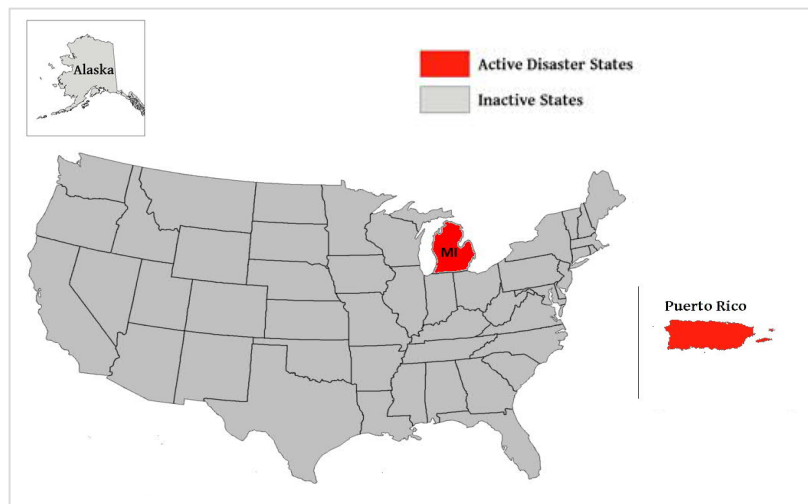 Alaska
Active Disaster States
Inactive States
MI
Puerto Rico